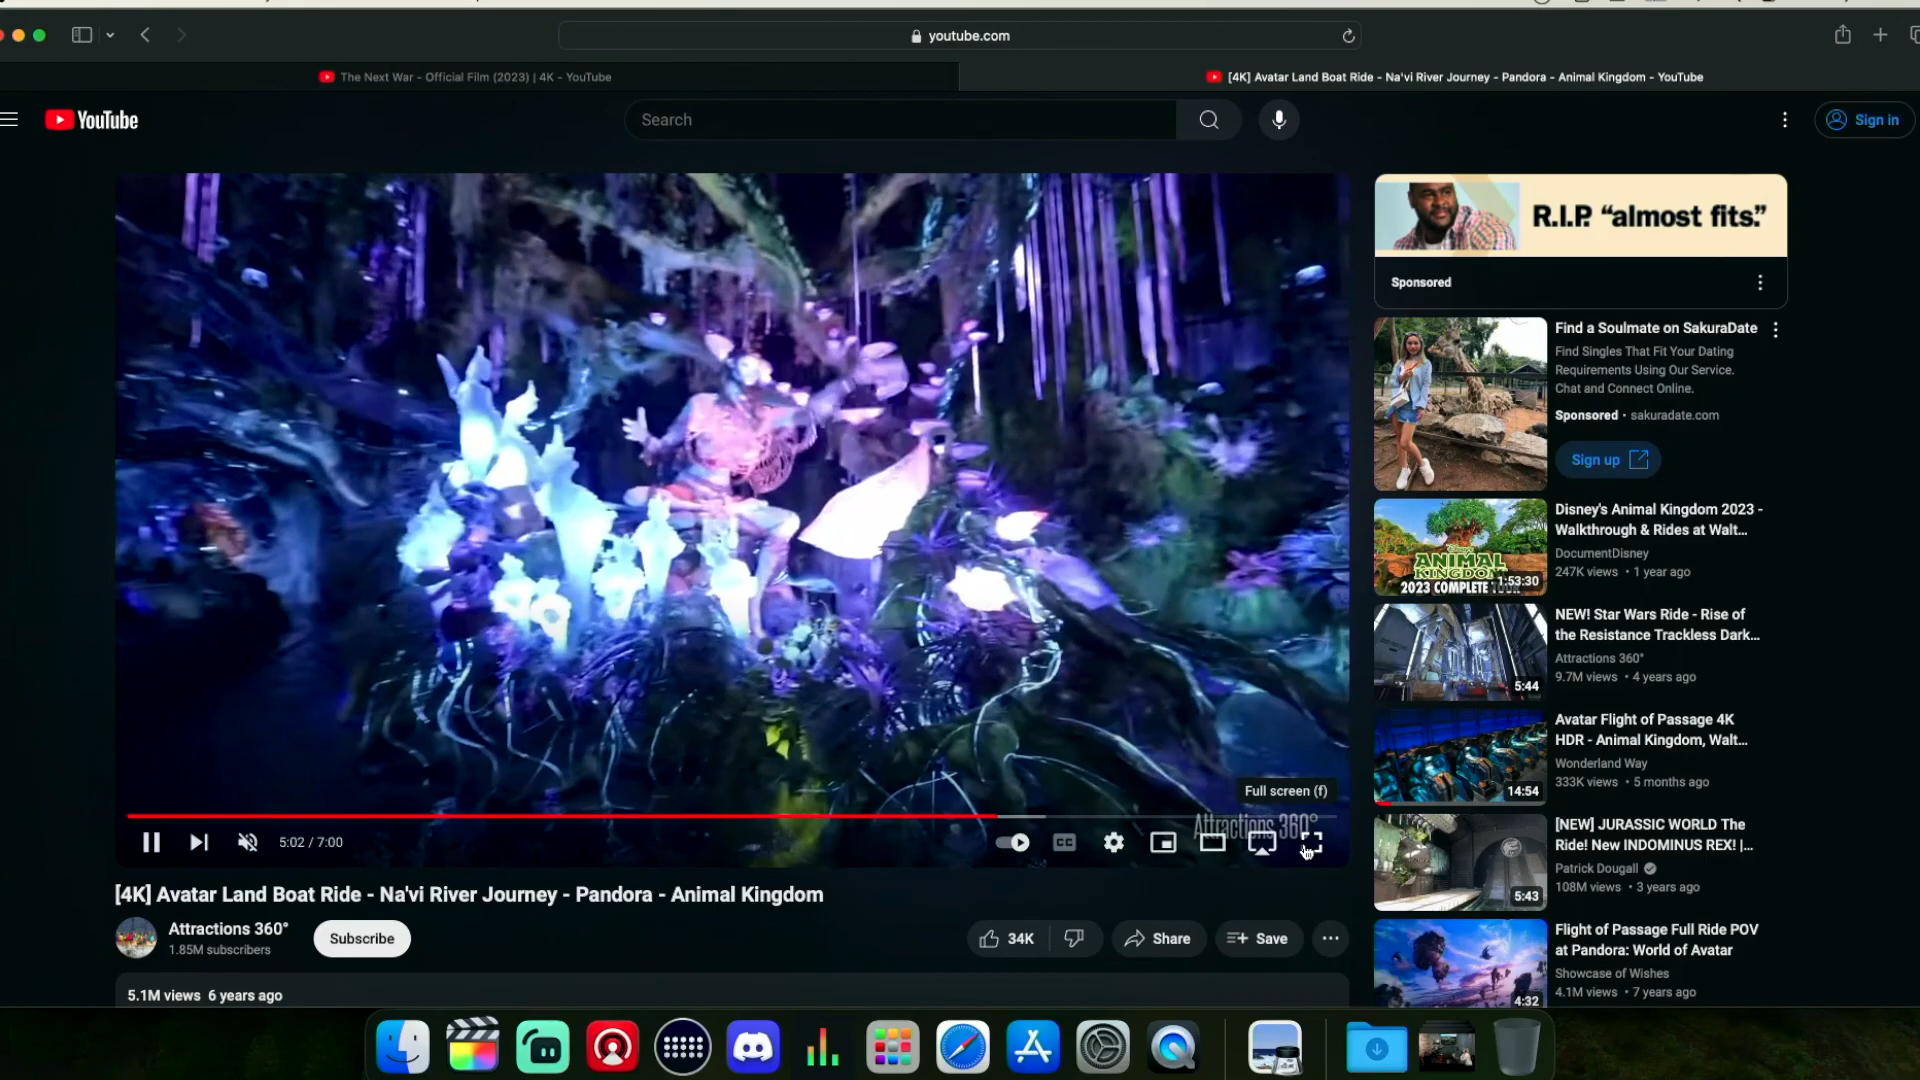 youtube.com
The Next War - Official Film (2023) | 4K - YouTube
[4K] Avatar Land Boat Ride - Na'vi River Journey - Pandora - Animal Kingdom - YouTube
YouTube
Search
Sign in
R.I.P. “almost fits.”
Sponsored
Find a Soulmate on SakuraDate
Find Singles That Fit Your Dating
Requirements Using Our Service.
Chat and Connect Online.
Sponsored · sakuradate.com
Sign up
ANIMAL
KINGDOM
2023 COMPLETE
1:53:30
Disney's Animal Kingdom 2023 -
Walkthrough & Rides at Walt...
DocumentDisney
247K views · 1 year ago
NEW! Star Wars Ride - Rise of
the Resistance Trackless Dark...
Attractions 360°
9.7M views · 4 years ago
5:44
Avatar Flight of Passage 4K
HDR - Animal Kingdom, Walt...
Wonderland Way
333K views · 5 months ago
14:54
[NEW] JURASSIC WORLD The
Ride! New INDOMINUS REX! |...
Patrick Dougall
108M views · 3 years ago
5:43
Flight of Passage Full Ride POV
at Pandora: World of Avatar
Showcase of Wishes
4.1M views · 7 years ago
4:32
Full screen (f)
Attractions 360°
5:02 / 7:00
CC
[4K] Avatar Land Boat Ride - Na'vi River Journey - Pandora - Animal Kingdom
Attractions 360°
1.85M subscribers
Subscribe
34K
Share
Save
5.1M views 6 years ago